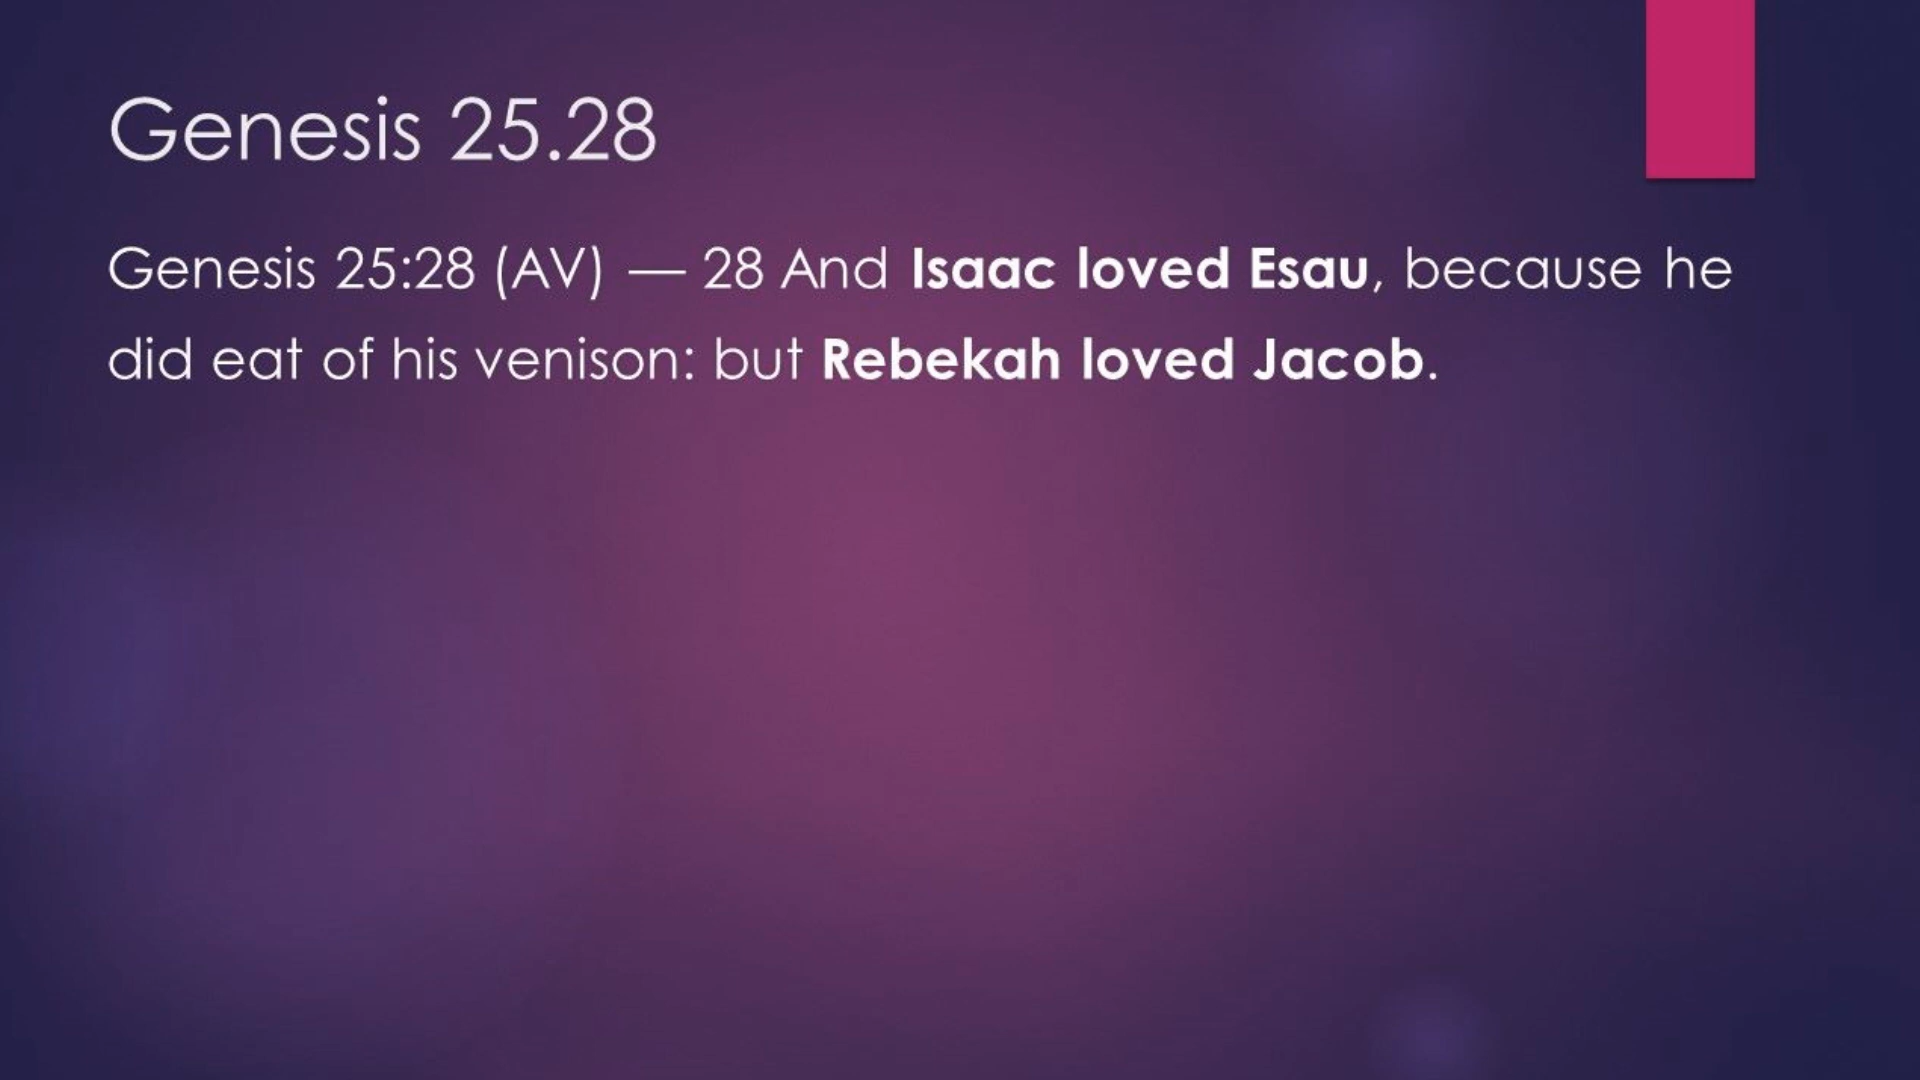 Genesis 25.28
Genesis 25:28 (AV) — 28 And Isaac loved Esau, because he
did eat of his venison: but Rebekah loved Jacob.